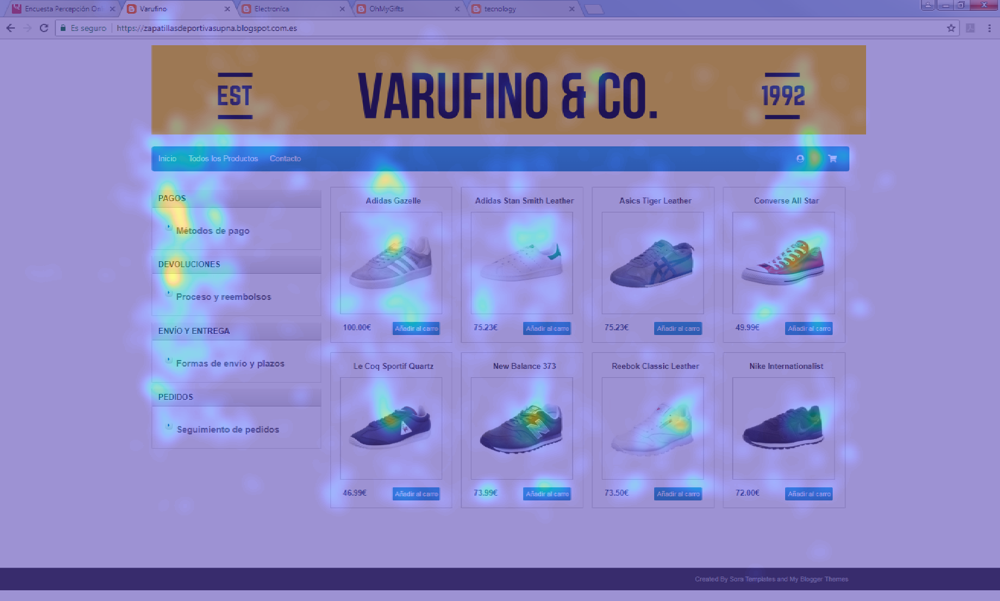 Encuesta Percepción Onl
Varufino
Electronica
OhMyGifts
tecnology
Es seguro
https://zapatillasdeportivasupna.blogspot.com.es
EST
VARUFINO & CO.
1992
Inicio Todos los Productos Contacto
PAGOS
Métodos de pago
DEVOLUCIONES
Proceso y reembolsos
ENVÍO Y ENTREGA
Formas de envio y plazos
PEDIDOS
Seguimiento de pedidos
Adidas Gazelle
100.00€ Añadir al carro
Adidas Stan Smith Leather
75.23€ Añadir al carro
Asics Tiger Leather
75.23€ Añadir al carro
Converse All Star
49.99€ Añadir al carro
Le Coq Sportif Quartz
46.99€ Añadir al carro
New Balance 373
N
73.99€ Añadir al carro
Reebok Classic Leather
73.50€ Añadir al carro
Nike Internationalist
72.00€ Añadir al carro
Created By Sora Templates and My Blogger Themes